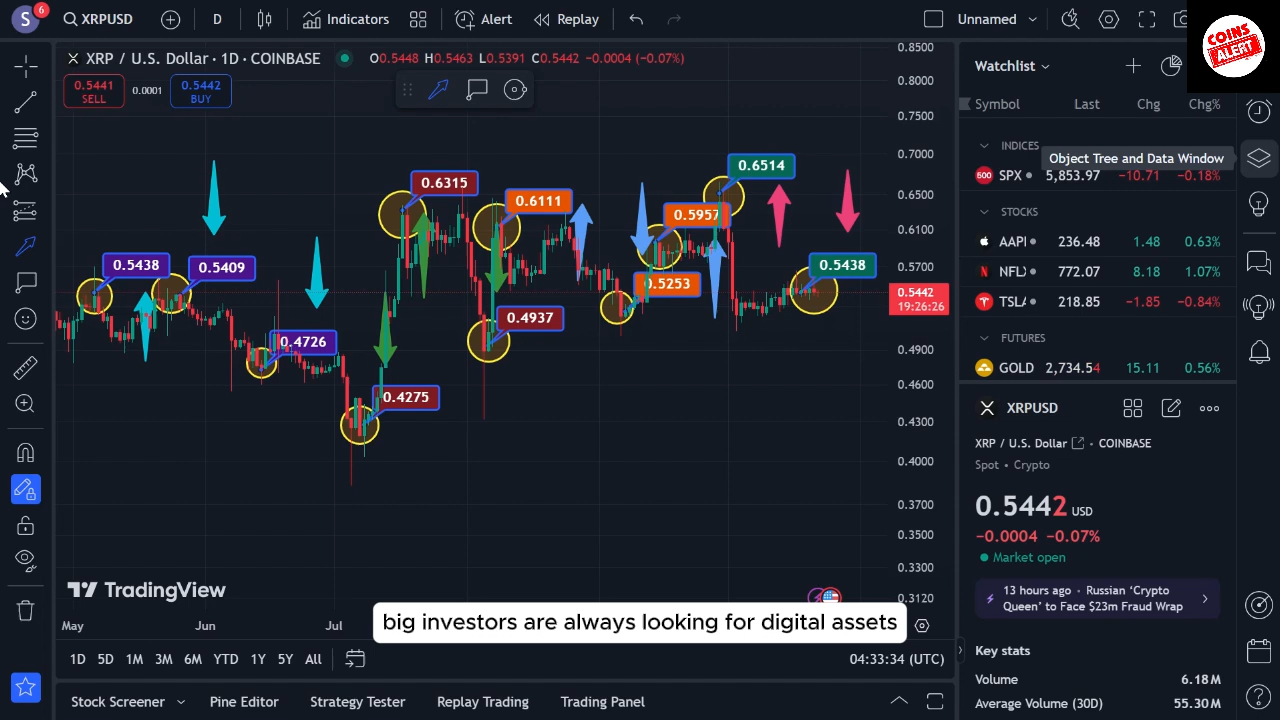 S
6
XRPUSD
D
Indicators
Alert
Replay
Unnamed
COINS
ALERT
XRP / U.S. Dollar · 1D · COINBASE
O0.5448 H0.5463 L0.5391 C0.5442 −0.0004 (−0.07%)
0.5441
SELL
0.0001
0.5442
BUY
0.8500
0.8000
0.7500
0.7000
0.6500
0.6100
0.5700
0.5442
19:26:26
0.4900
0.4600
0.4300
0.4000
0.3700
0.3500
0.3300
0.3120
0.5438
0.5409
0.4726
0.4275
0.6315
0.6111
0.4937
0.5957
0.5253
0.6514
0.5438
TradingView
May
Jun
Jul
big investors are always looking for digital assets
1D 5D 1M 3M 6M YTD 1Y 5Y All
04:33:34 (UTC)
Stock Screener
Pine Editor
Strategy Tester
Replay Trading
Trading Panel
Watchlist
Symbol Last Chg Chg%
INDICES
Object Tree and Data Window
500 SPX 5,853.97 −10.71 −0.18%
STOCKS
AAPL 236.48 1.48 0.63%
NFLX 772.07 8.18 1.07%
TSLA 218.85 −1.85 −0.84%
FUTURES
GOLD 2,734.54 15.11 0.56%
XRPUSD
XRP / U.S. Dollar · COINBASE
Spot · Crypto
0.5442 USD
−0.0004 −0.07%
Market open
13 hours ago · Russian ‘Crypto
Queen’ to Face $23m Fraud Wrap
Key stats
Volume 6.18M
Average Volume (30D) 55.30M